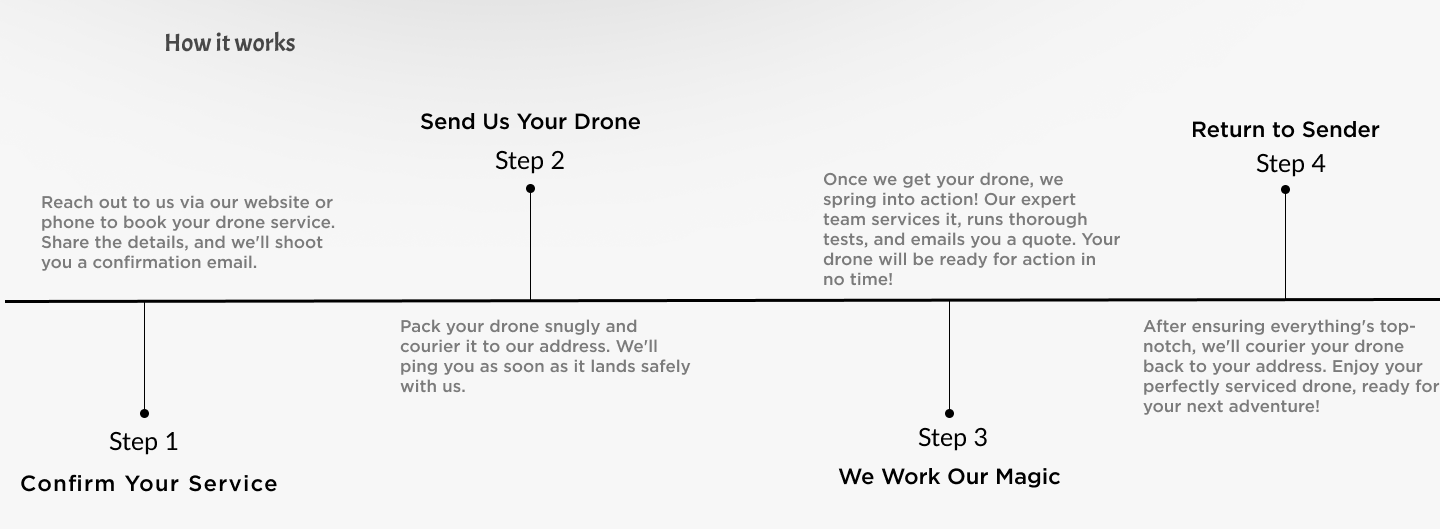 How it works
Reach out to us via our website or
phone to book your drone service.
Share the details, and we'll shoot
you a confirmation email.
Step 1
Confirm Your Service
Send Us Your Drone
Step 2
Pack your drone snugly and
courier it to our address. We'll
ping you as soon as it lands safely
with us.
Once we get your drone, we
spring into action! Our expert
team services it, runs thorough
tests, and emails you a quote. Your
drone will be ready for action in
no time!
Step 3
We Work Our Magic
Return to Sender
Step 4
After ensuring everything's top-
notch, we'll courier your drone
back to your address. Enjoy your
perfectly serviced drone, ready for
your next adventure!